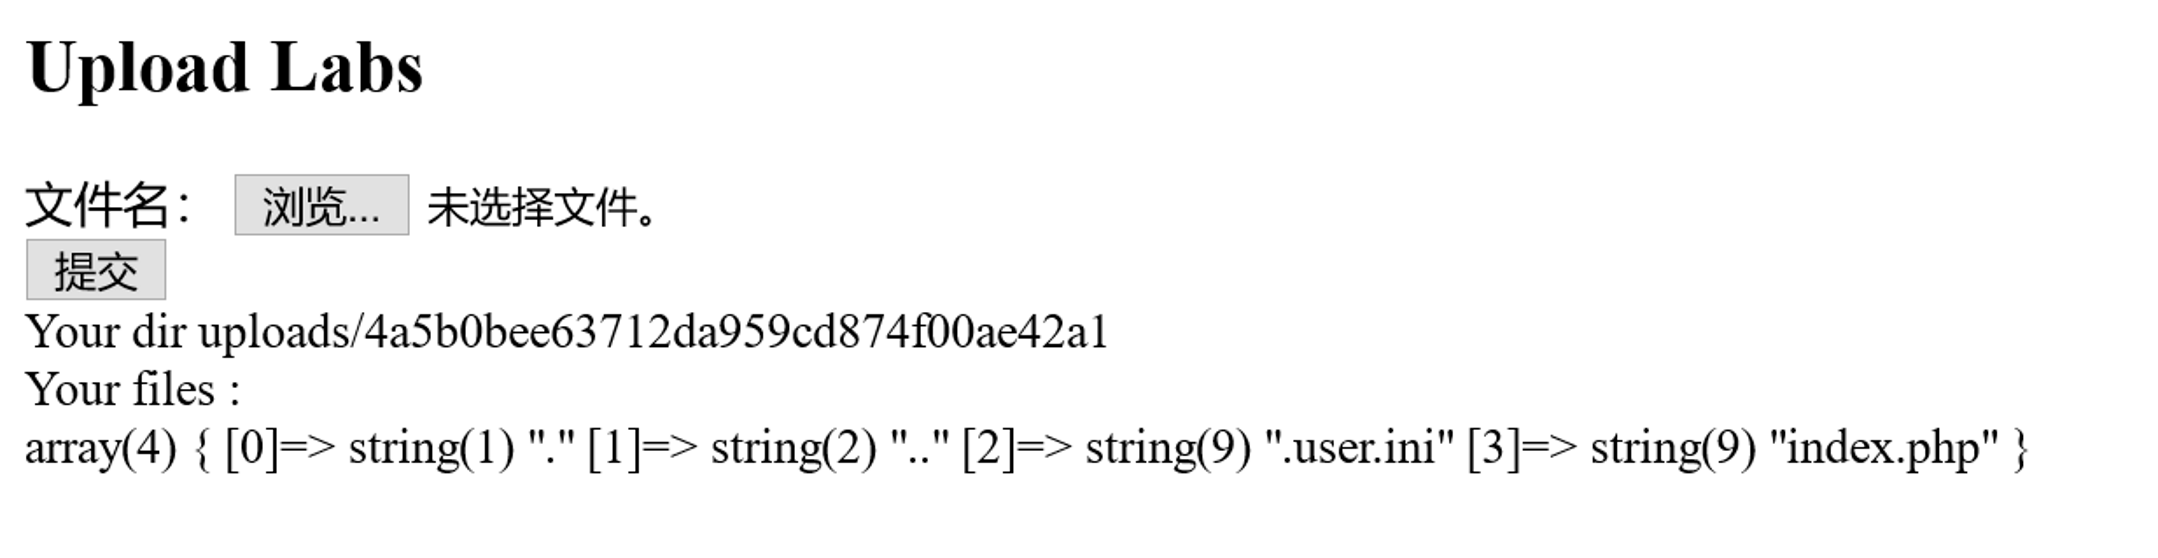 Upload Labs
文件名： 浏览... 未选择文件。
提交
Your dir uploads/4a5b0bee63712da959cd874f00ae42a1
Your files :
array(4) { [0]=> string(1) "." [1]=> string(2) ".." [2]=> string(9) ".user.ini" [3]=> string(9) "index.php" }